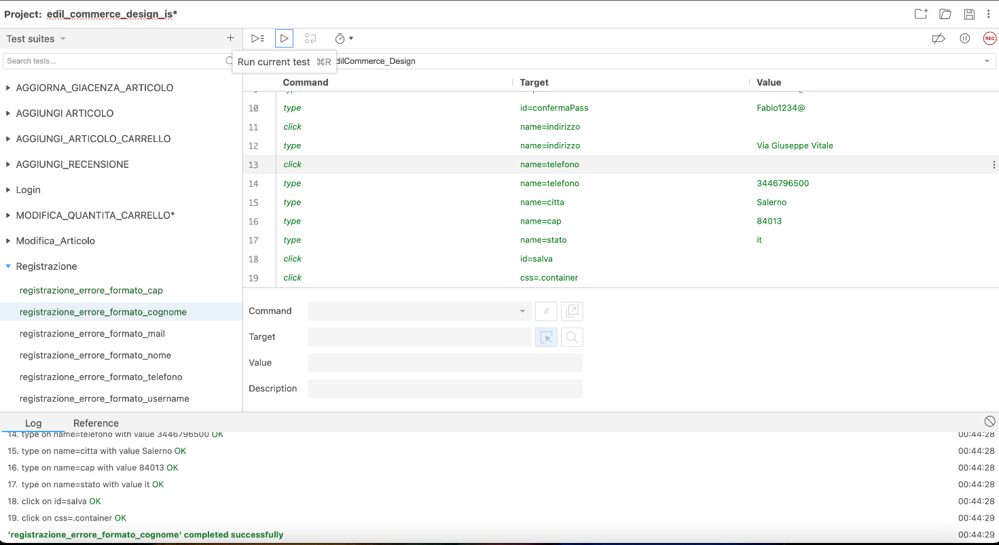 Project: edil_commerce_design_is*
Test suites
Search tests...
Run current test ⌘R
dilCommerce_Design
AGGIORNA_GIACENZA_ARTICOLO
AGGIUNGI ARTICOLO
AGGIUNGI_ARTICOLO_CARRELLO
AGGIUNGI_RECENSIONE
Login
MODIFICA_QUANTITA_CARRELLO*
Modifica_Articolo
Registrazione
registrazione_errore_formato_cap
registrazione_errore_formato_cognome
registrazione_errore_formato_mail
registrazione_errore_formato_nome
registrazione_errore_formato_telefono
registrazione_errore_formato_username
REC
Command Target Value
10 type id=confermaPass Fabio1234@
11 click name=indirizzo
12 type name=indirizzo Via Giuseppe Vitale
13 click name=telefono
14 type name=telefono 3446796500
15 type name=citta Salerno
16 type name=cap 84013
17 type name=stato it
18 click id=salva
19 click css=.container
Command //
Target
Value
Description
Log Reference
14. type on name=telefono with value 3446796500 OK 00:44:28
15. type on name=citta with value Salerno OK 00:44:28
16. type on name=cap with value 84013 OK 00:44:28
17. type on name=stato with value it OK 00:44:28
18. click on id=salva OK 00:44:28
19. click on css=.container OK 00:44:29
'registrazione_errore_formato_cognome' completed successfully 00:44:29